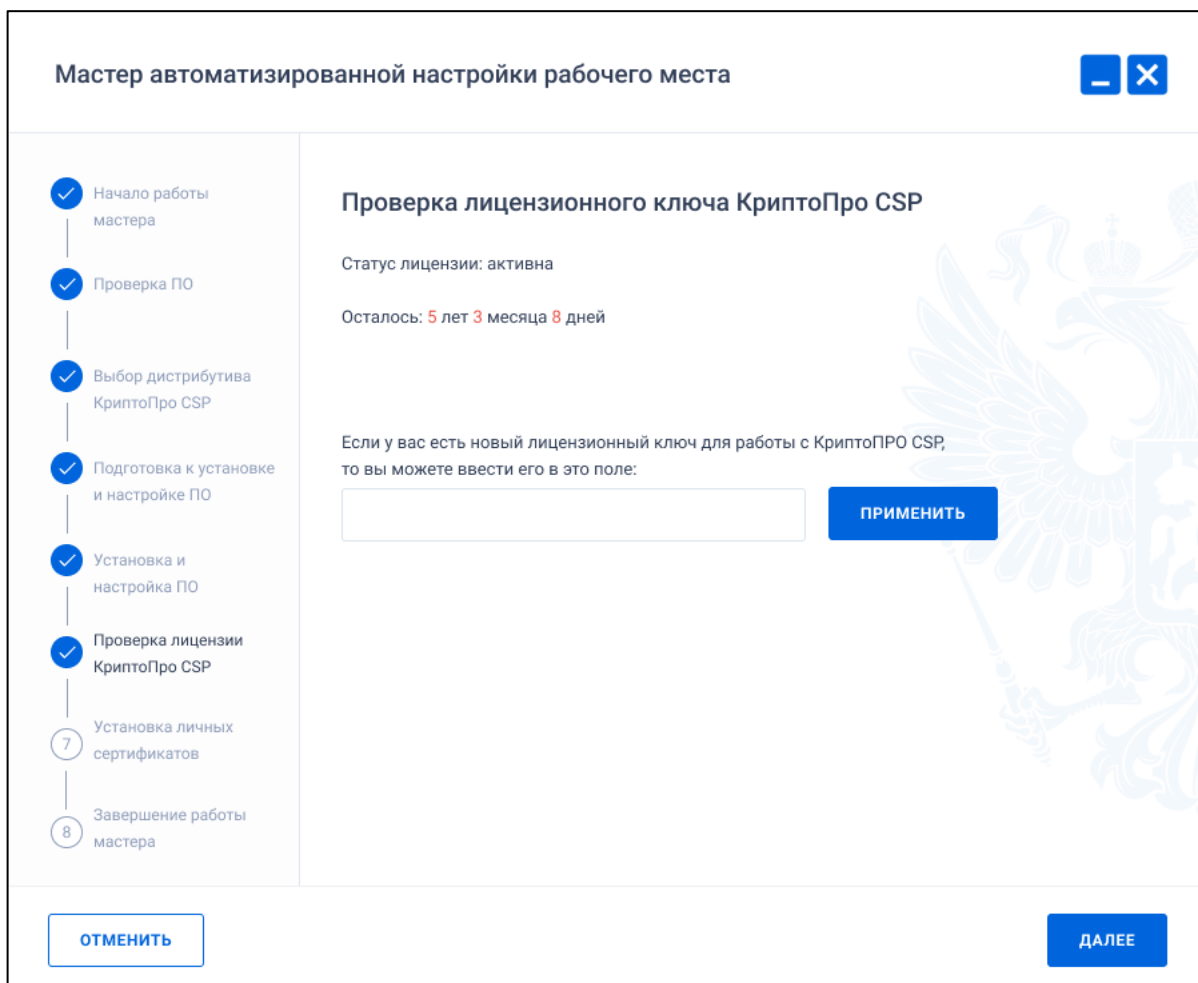 Мастер автоматизированной настройки рабочего места
Начало работы
мастера
Проверка ПО
Выбор дистрибутива
КриптоПро CSP
Подготовка к установке
и настройке ПО
Установка и
настройка ПО
Проверка лицензии
КриптоПро CSP
7
Установка личных
сертификатов
8
Завершение работы
мастера
Проверка лицензионного ключа КриптоПро CSP
Статус лицензии: активна
Осталось: 5 лет 3 месяца 8 дней
Если у вас есть новый лицензионный ключ для работы с КриптоПРО CSP,
то вы можете ввести его в это поле:
ПРИМЕНИТЬ
ОТМЕНИТЬ
ДАЛЕЕ